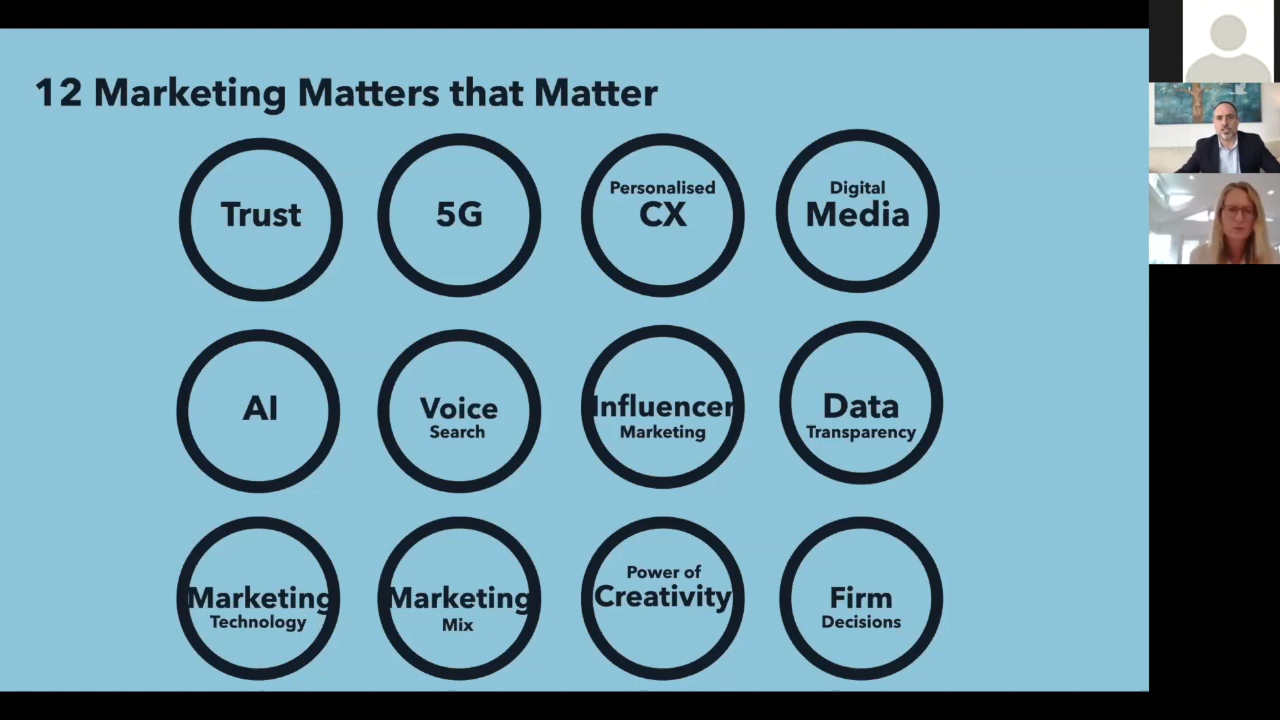 12 Marketing Matters that Matter
Trust
5G
Personalised
CX
Digital
Media
AI
Voice
Search
Influencer
Marketing
Data
Transparency
Marketing
Technology
Marketing
Mix
Power of
Creativity
Firm
Decisions